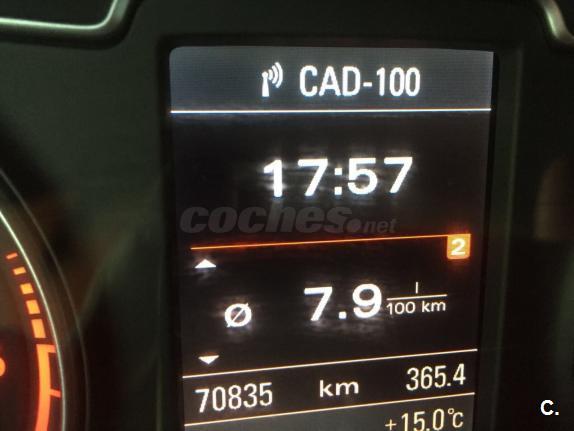 CAD-100
17:57
coches.net
2
Ø 7.9 l/100 km
70835 km 365.4
+15.0°C
C.